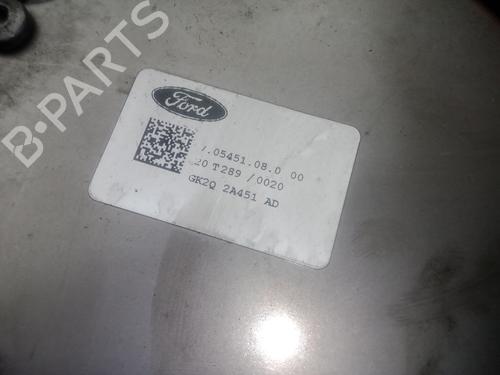 B-PARTS
Ford
7.05451.08.0 00
20 T289 /0020
GK2Q 2A451 AD